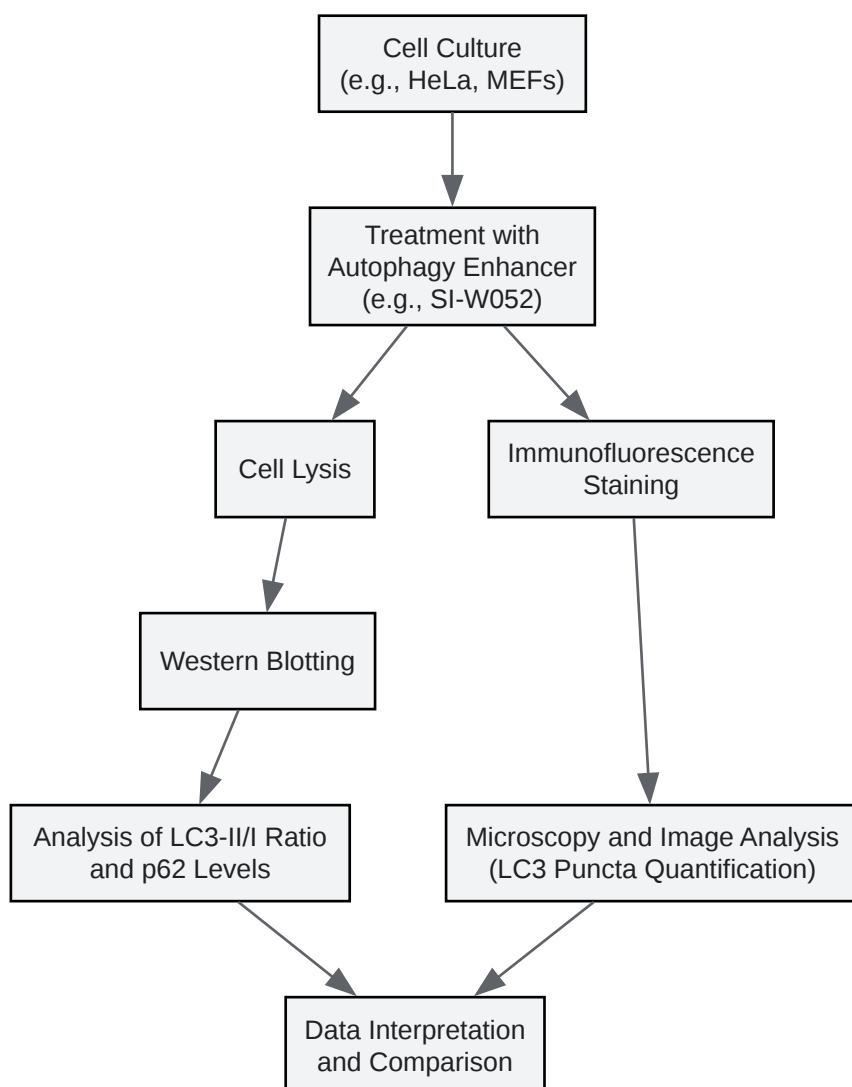 Cell Culture
(e.g., HeLa, MEFs)
Treatment with
Autophagy Enhancer
(e.g., SI-W052)
Cell Lysis
Immunofluorescence
Staining
Western Blotting
Analysis of LC3-II/I Ratio
and p62 Levels
Microscopy and Image Analysis
(LC3 Puncta Quantification)
Data Interpretation
and Comparison